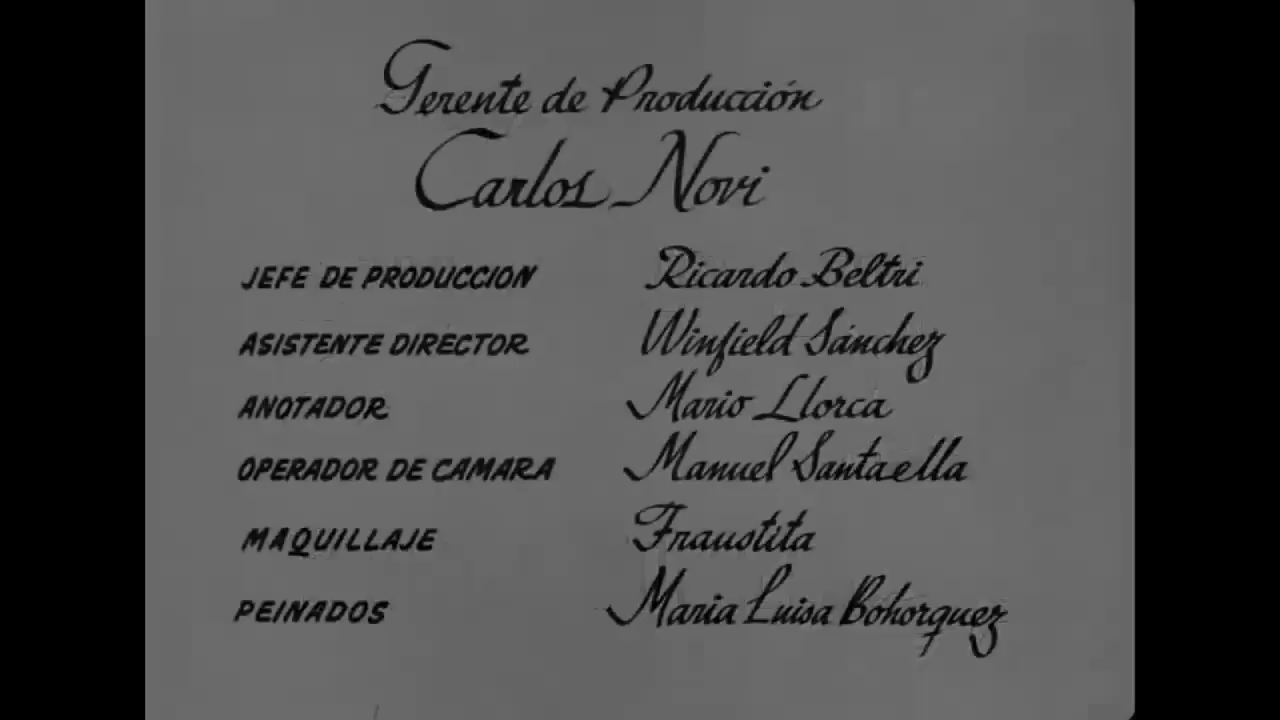 Gerente de Producción
Carlos Novi
JEFE DE PRODUCCION Ricardo Beltri
ASISTENTE DIRECTOR Winfield Sánchez
ANOTADOR Mario Llorca
OPERADOR DE CAMARA Manuel Santaella
MAQUILLAJE Fraustita
PEINADOS Maria Luisa Bohorquez